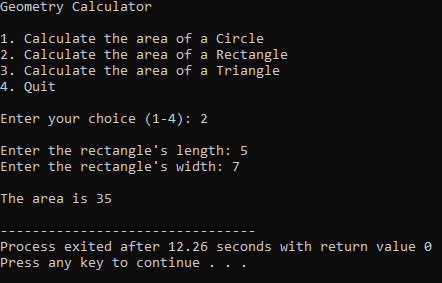 Geometry Calculator
1. Calculate the area of a Circle
2. Calculate the area of a Rectangle
3. Calculate the area of a Triangle
4. Quit
Enter your choice (1-4): 2
Enter the rectangle's length: 5
Enter the rectangle's width: 7
The area is 35
--------------------------------
Process exited after 12.26 seconds with return value 0
Press any key to continue . . .